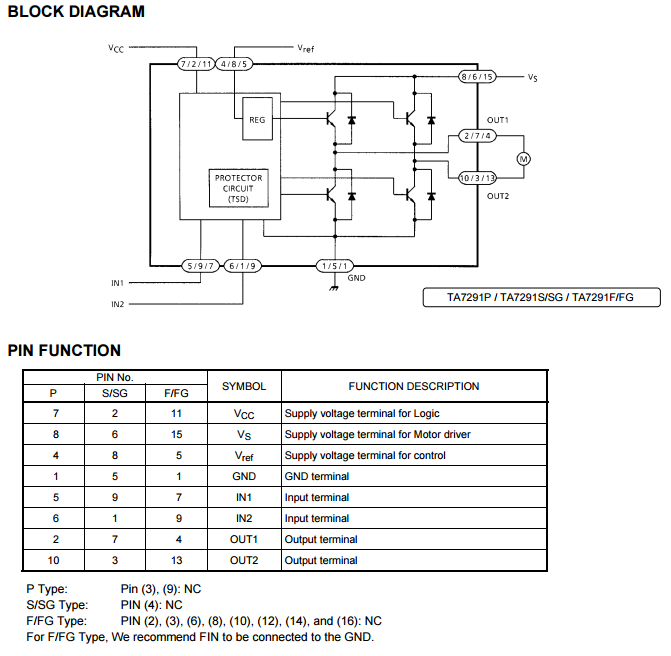 BLOCK DIAGRAM
VCC
Vref
7/2/11
4/8/5
8/6/15
VS
REG
OUT1
2/7/4
M
PROTECTOR
CIRCUIT
(TSD)
10/3/13
OUT2
5/9/7
6/1/9
1/5/1
GND
IN1
IN2
TA7291P / TA7291S/SG / TA7291F/FG
PIN FUNCTION
PIN No. SYMBOL FUNCTION DESCRIPTION
P S/SG F/FG
7 2 11 VCC Supply voltage terminal for Logic
8 6 15 VS Supply voltage terminal for Motor driver
4 8 5 Vref Supply voltage terminal for control
1 5 1 GND GND terminal
5 9 7 IN1 Input terminal
6 1 9 IN2 Input terminal
2 7 4 OUT1 Output terminal
10 3 13 OUT2 Output terminal
P Type: Pin (3), (9): NC
S/SG Type: PIN (4): NC
F/FG Type: PIN (2), (3), (6), (8), (10), (12), (14), and (16): NC
For F/FG Type, We recommend FIN to be connected to the GND.